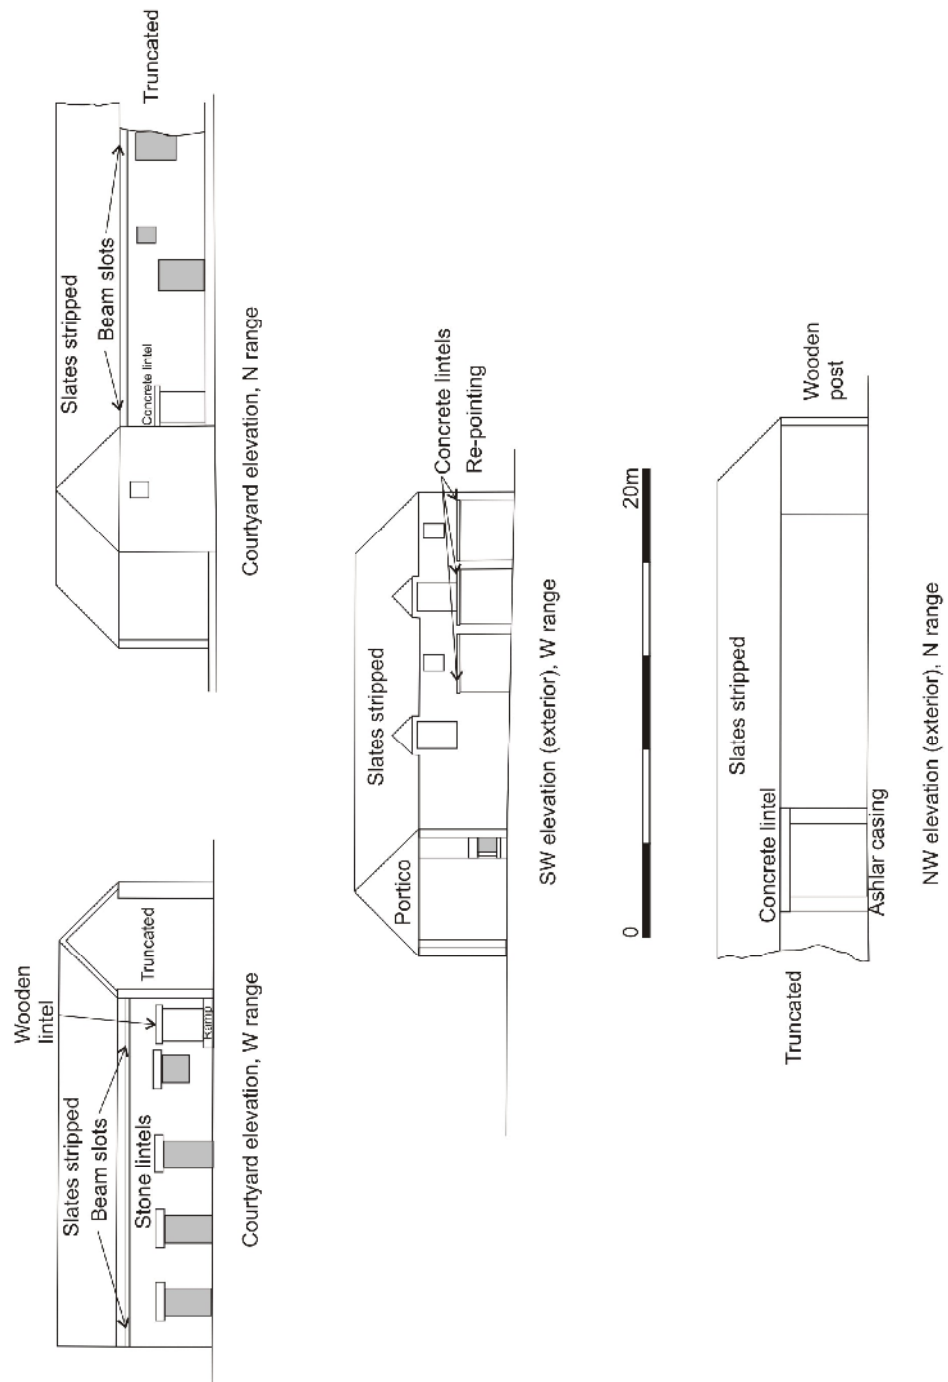 Wooden
lintel
Slates stripped
Beam slots
Stone lintels
Truncated
Ramp
Courtyard elevation, W range
Slates stripped
Beam slots
Concrete lintel
Truncated
Courtyard elevation, N range
Slates stripped
Portico
Concrete lintels
Re-pointing
SW elevation (exterior), W range
0
20m
Slates stripped
Concrete lintel
Truncated
Ashlar casing
Wooden
post
NW elevation (exterior), N range